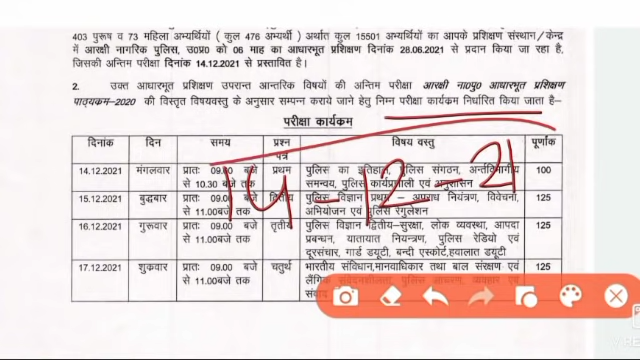 403 पुरूष व 73 महिला अभ्यर्थियों ( कुल 476 अभ्यर्थी ) अर्थात कुल 15501 अभ्यर्थियों का आपके प्रशिक्षण संस्थान/केन्द्र
में आरक्षी नागरिक पुलिस, उ0प्र0 को 06 माह का आधारभूत प्रशिक्षण दिनांक 28.06.2021 से प्रदान किया जा रहा है,
जिसकी अन्तिम परीक्षा दिनांक 14.12.2021 से प्रस्तावित है।
2. उक्त आधारभूत प्रशिक्षण उपरान्त आन्तरिक विषयों की अन्तिम परीक्षा आरक्षी ना0पु0 आधारभूत प्रशिक्षण
पाठ्यक्रम-2020 की विस्तृत विषयवस्तु के अनुसार सम्पन्न कराये जाने हेतु निम्न परीक्षा कार्यक्रम निर्धारित किया जाता है-
परीक्षा कार्यक्रम
दिनांक दिन समय प्रश्न पत्र विषय वस्तु पूर्णांक
14.12.2021 मंगलवार प्रातः 09.00 बजे प्रथम पुलिस का इतिहास, पुलिस संगठन, अर्न्तविभागीय 100
से 10.30 बजे तक समन्वय, पुलिस कार्यप्रणाली एवं अनुसासिन
15.12.2021 बुद्धबार प्रातः 09.00 बजे द्वितीय पुलिस विज्ञान प्रथम – अपराध नियंत्रण, विवेचना, 125
से 11.00बजे तक अभियोजन एवं पुलिस रेगुलेशन
16.12.2021 गुरूवार प्रातः 09.00 बजे तृतीय पुलिस विज्ञान द्वितीय-सुरक्षा, लोक व्यवस्था, आपदा 125
से 11.00बजे तक प्रबन्धन, यातायात नियन्त्रण, पुलिस रेडियो एवं
दूरसंचार, गार्ड डयूटी, बन्दी एस्कोर्ट,हवालात डयूटी
17.12.2021 शुक्रवार प्रातः 09.00 बजे चतुर्थ भारतीय संविधान,मानवाधिकार तथा बाल संरक्षण एवं 125
से 11.00बजे तक लैंगिक
14-12 21